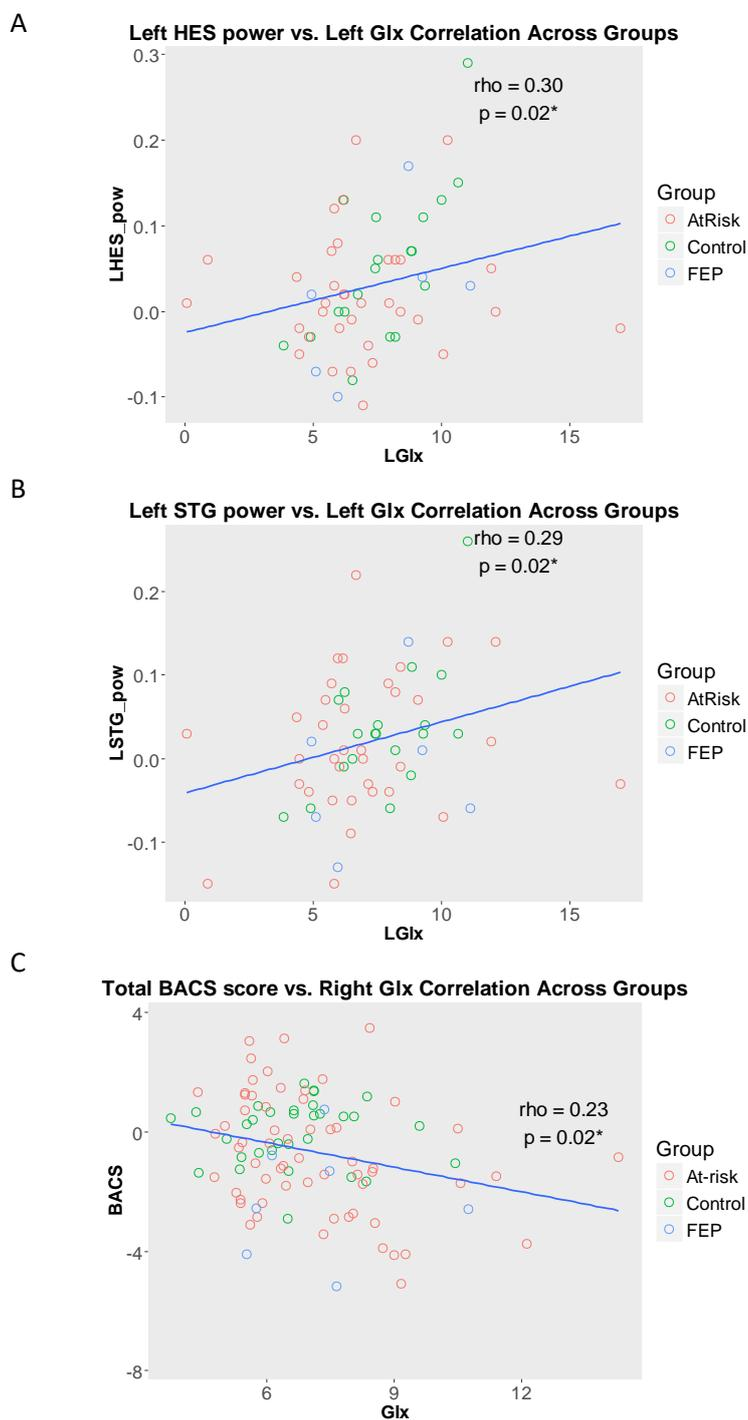 A
Left HES power vs. Left Glx Correlation Across Groups
rho = 0.30
p = 0.02*
0.3
0.2
0.1
0.0
-0.1
LHES_pow
0 5 10 15
LGlx
Group
AtRisk
Control
FEP
B
Left STG power vs. Left Glx Correlation Across Groups
rho = 0.29
p = 0.02*
0.2
0.1
0.0
-0.1
LSTG_pow
0 5 10 15
LGlx
Group
AtRisk
Control
FEP
C
Total BACS score vs. Right Glx Correlation Across Groups
rho = 0.23
p = 0.02*
4
0
-4
-8
BACS
6 9 12
Glx
Group
At-risk
Control
FEP